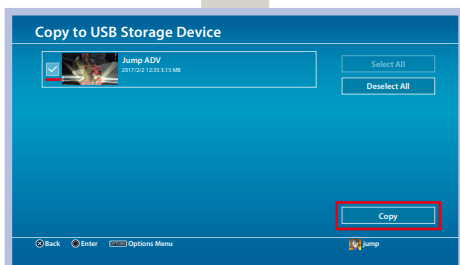 Copy to USB Storage Device
Jump ADV
2017/2/2 12:33 3.15 MB
Select All
Deselect All
Copy
Back Enter OPTIONS Options Menu
jump